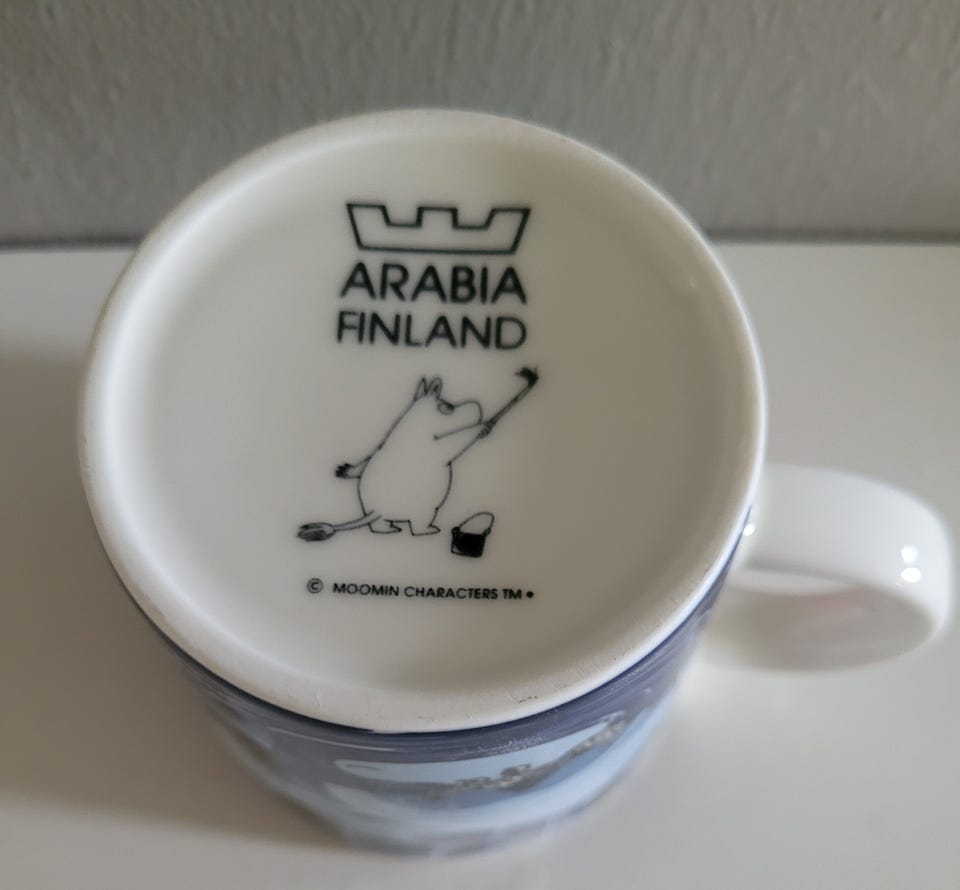 ARABIA
FINLAND
© MOOMIN CHARACTERS TM •